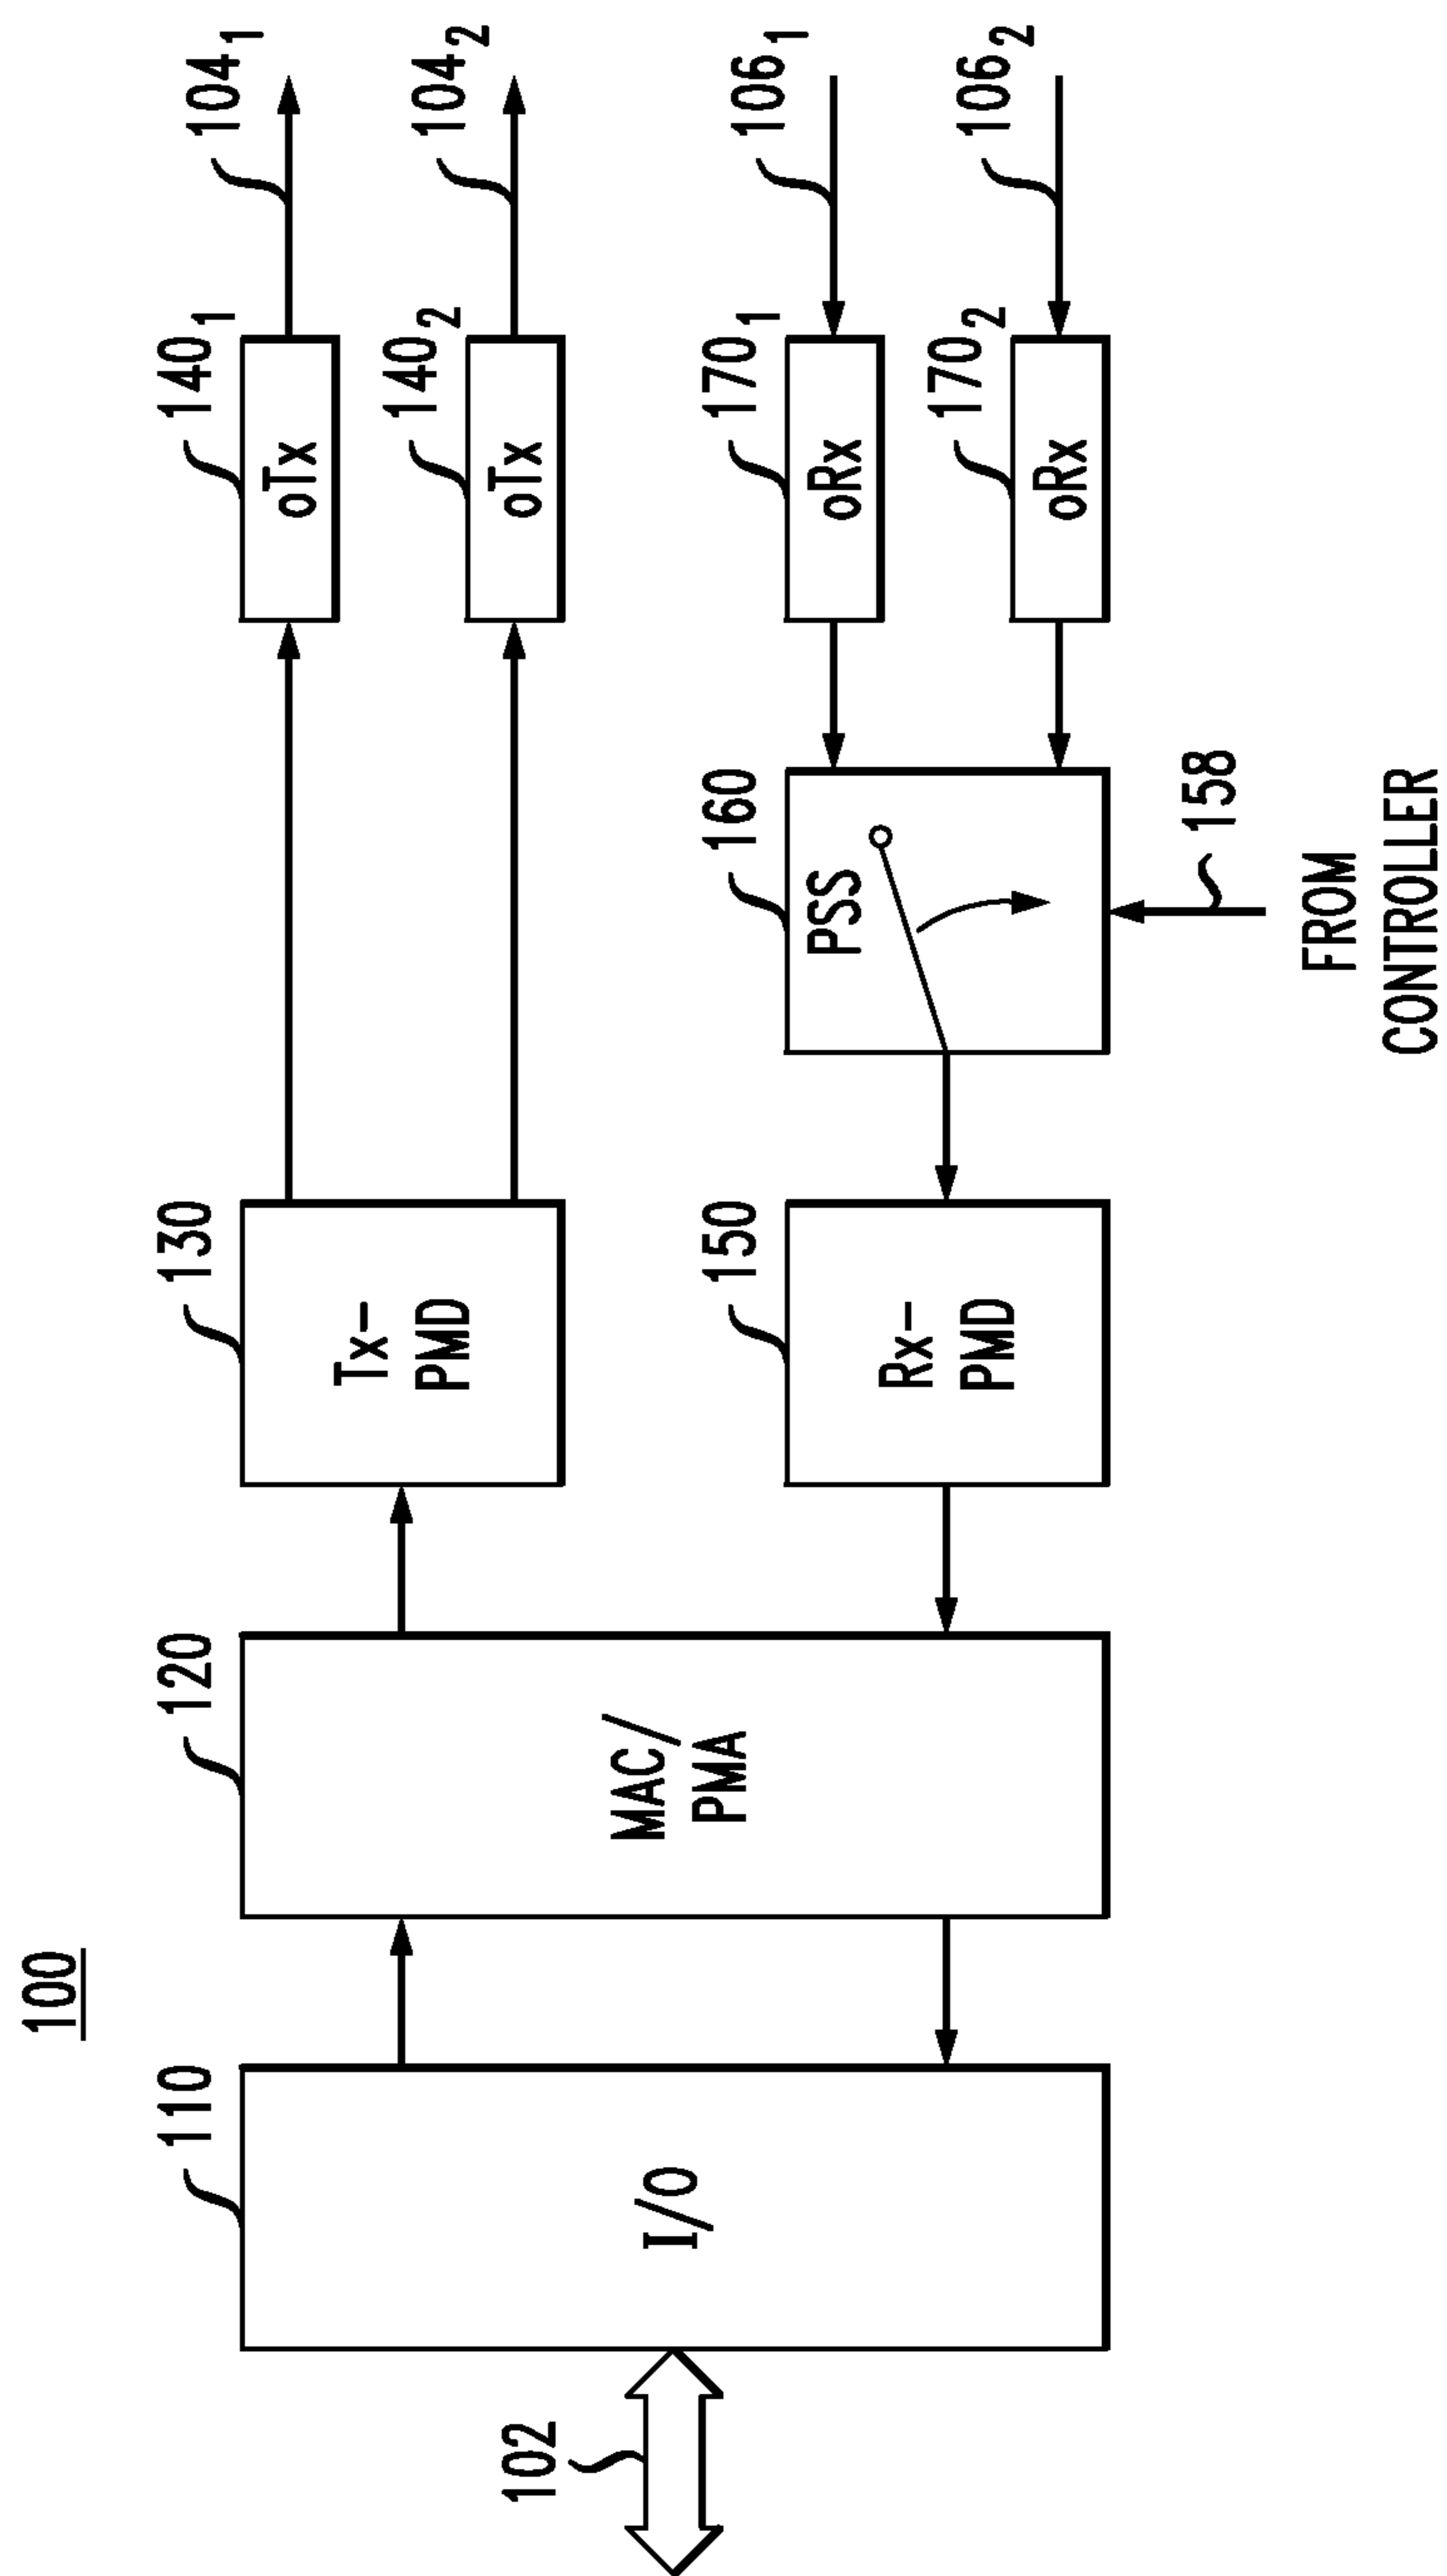 100
102
110
I/O
120
MAC/
PMA
130
Tx-
PMD
140₁
oTx
104₁
140₂
oTx
104₂
150
Rx-
PMD
160
PSS
158
FROM
CONTROLLER
170₁
oRx
106₁
170₂
oRx
106₂